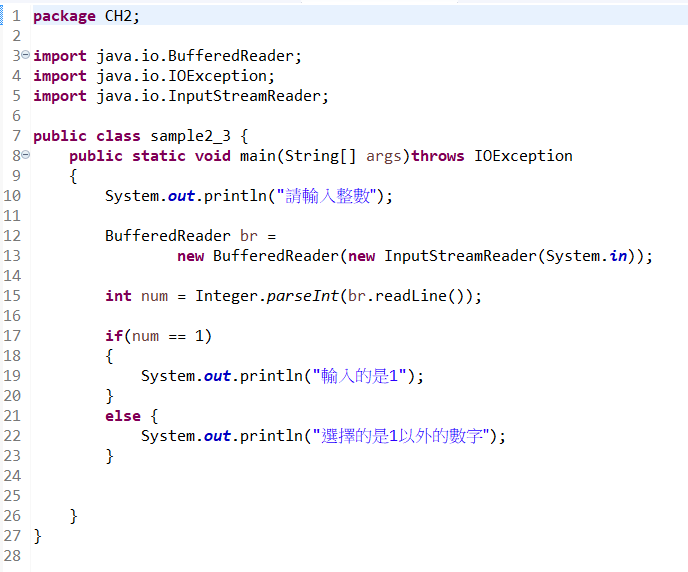 1 package CH2;
2
3 import java.io.BufferedReader;
4 import java.io.IOException;
5 import java.io.InputStreamReader;
6
7 public class sample2_3 {
8     public static void main(String[] args)throws IOException
9     {
10         System.out.println("請輸入整數");
11
12         BufferedReader br =
13                 new BufferedReader(new InputStreamReader(System.in));
14
15         int num = Integer.parseInt(br.readLine());
16
17         if(num == 1)
18         {
19             System.out.println("輸入的是1");
20         }
21         else {
22             System.out.println("選擇的是1以外的數字");
23         }
24
25
26     }
27 }
28